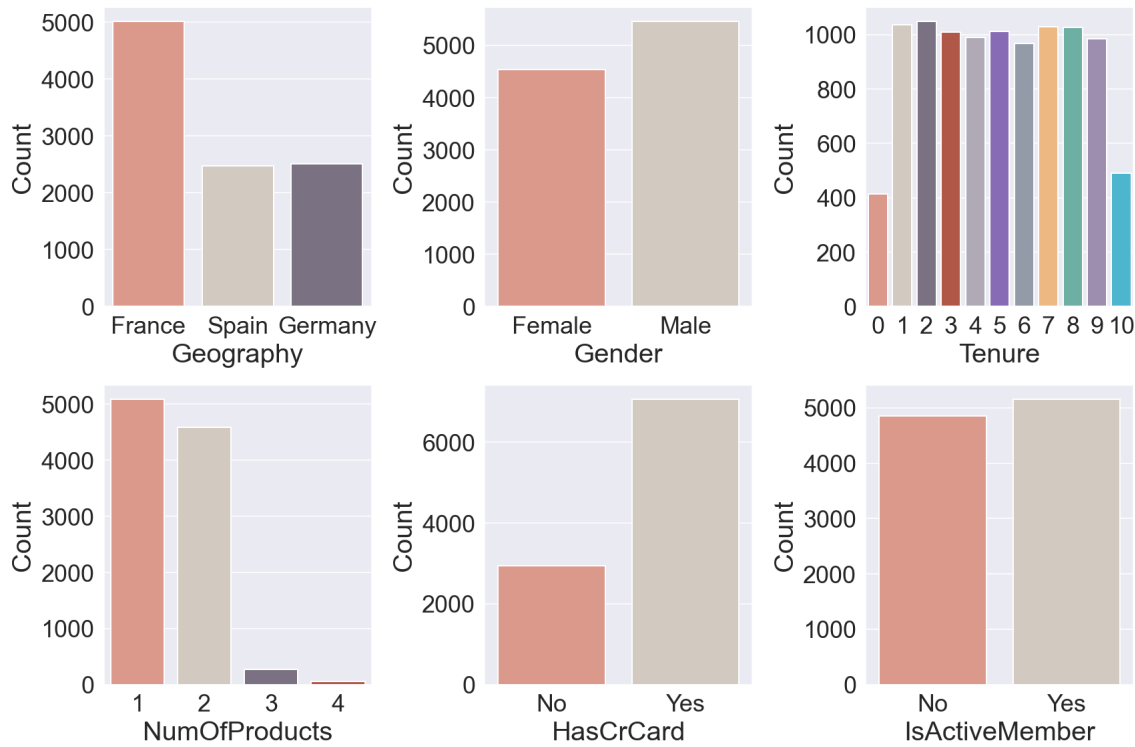 Count
5000
4000
3000
2000
1000
0
France Spain Germany
Geography
Count
5000
4000
3000
2000
1000
0
Female Male
Gender
Count
1000
800
600
400
200
0
0 1 2 3 4 5 6 7 8 9 10
Tenure
Count
5000
4000
3000
2000
1000
0
1 2 3 4
NumOfProducts
Count
6000
4000
2000
0
No Yes
HasCrCard
Count
5000
4000
3000
2000
1000
0
No Yes
IsActiveMember